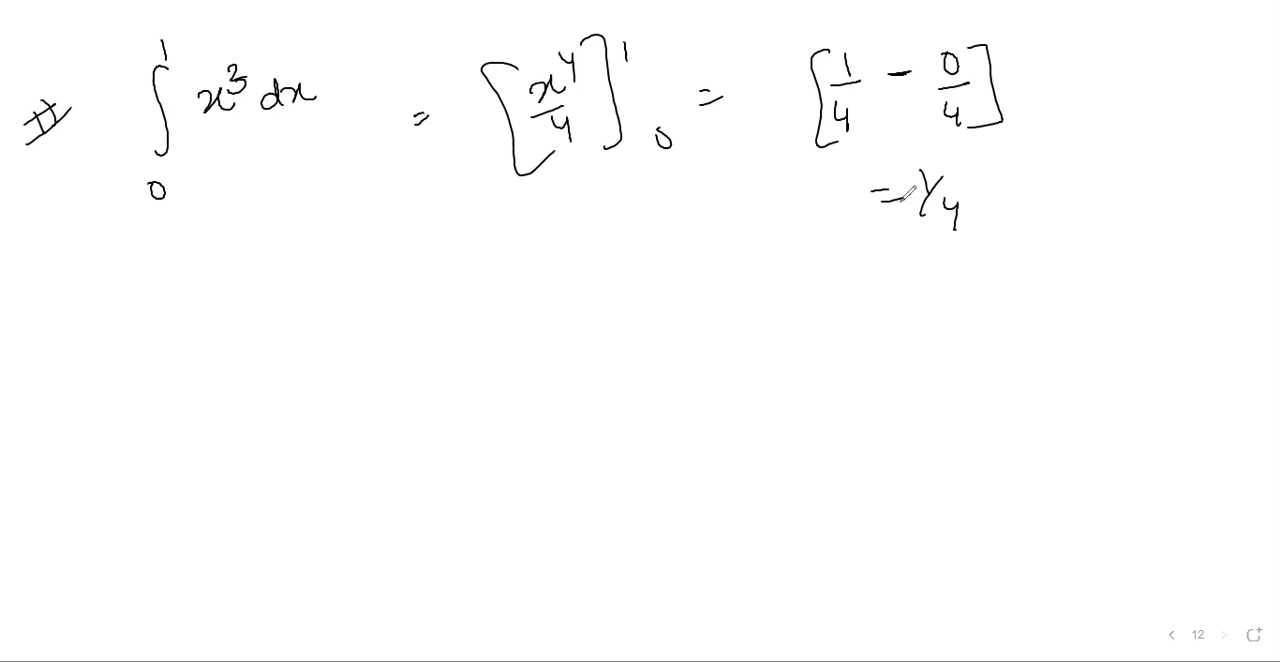 # ∫₀¹ x³ dx = [x⁴/4]₀¹ = [1/4 - 0/4]
= 1/4
< 12 >